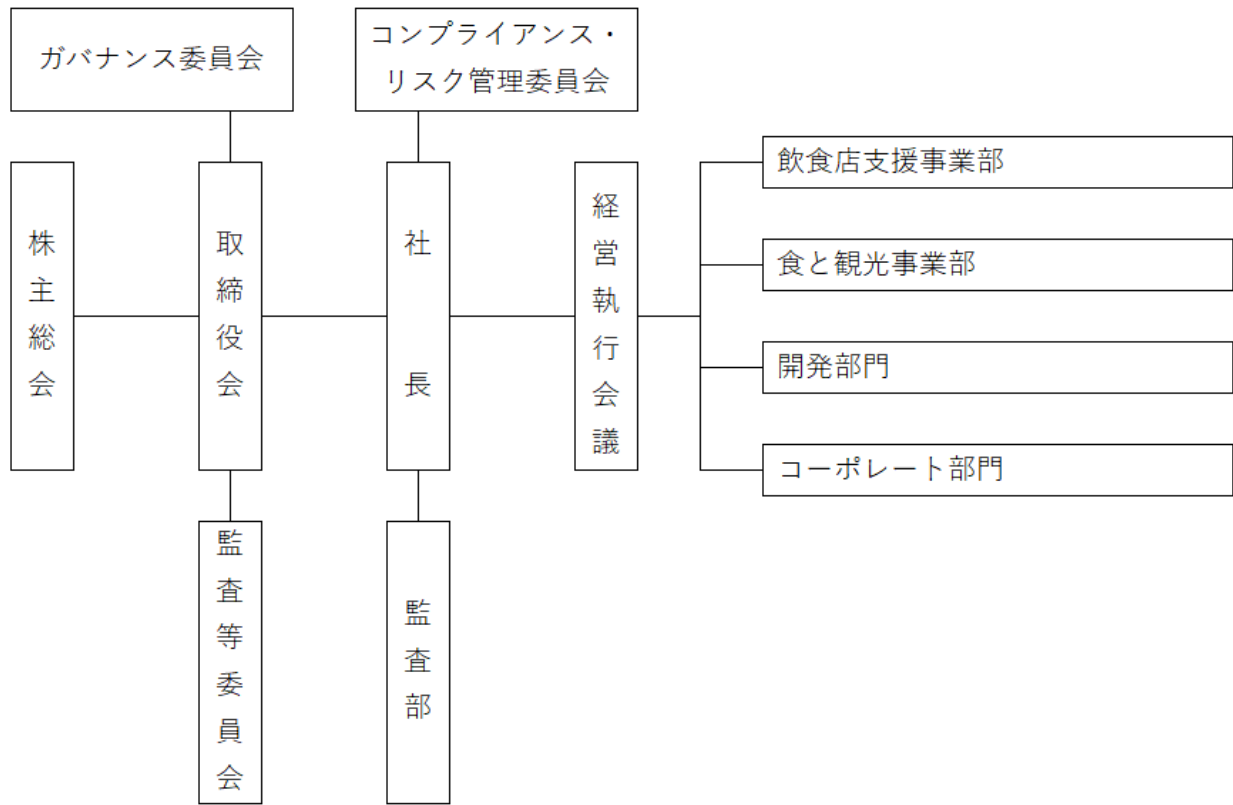 ガバナンス委員会
コンプライアンス・
リスク管理委員会
株主総会
取締役会
社長
経営執行会議
飲食店支援事業部
食と観光事業部
開発部門
コーポレート部門
監査等委員会
監査部